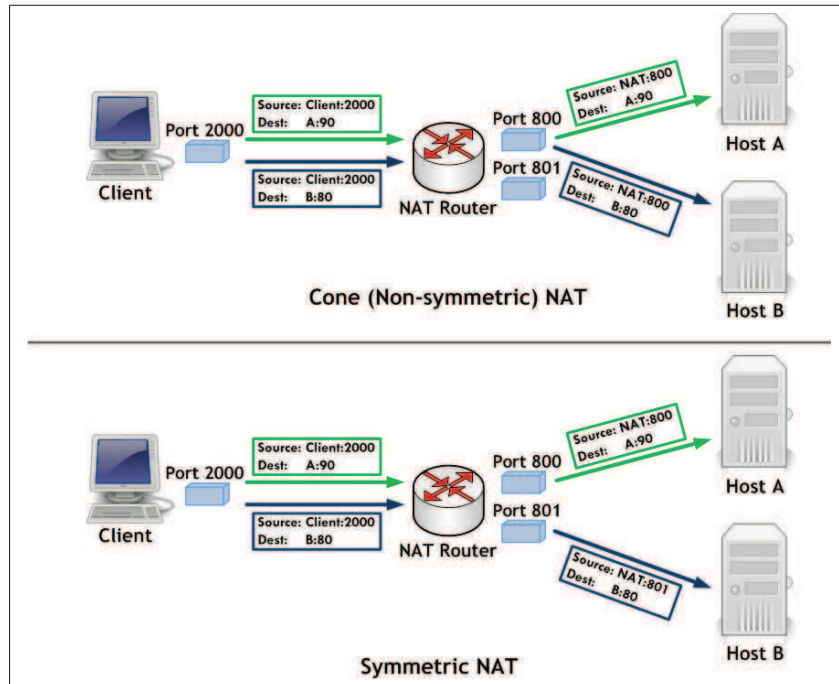 Source: Client:2000
Dest: A:90
Port 2000
Client
Source: Client:2000
Dest: B:80
NAT Router
Port 800
Port 801
Source: NAT:800
Dest: A:90
Host A
Source: NAT:800
Dest: B:80
Host B
Cone (Non-symmetric) NAT
Source: Client:2000
Dest: A:90
Port 2000
Client
Source: Client:2000
Dest: B:80
NAT Router
Port 800
Port 801
Source: NAT:800
Dest: A:90
Host A
Source: NAT:801
Dest: B:80
Host B
Symmetric NAT